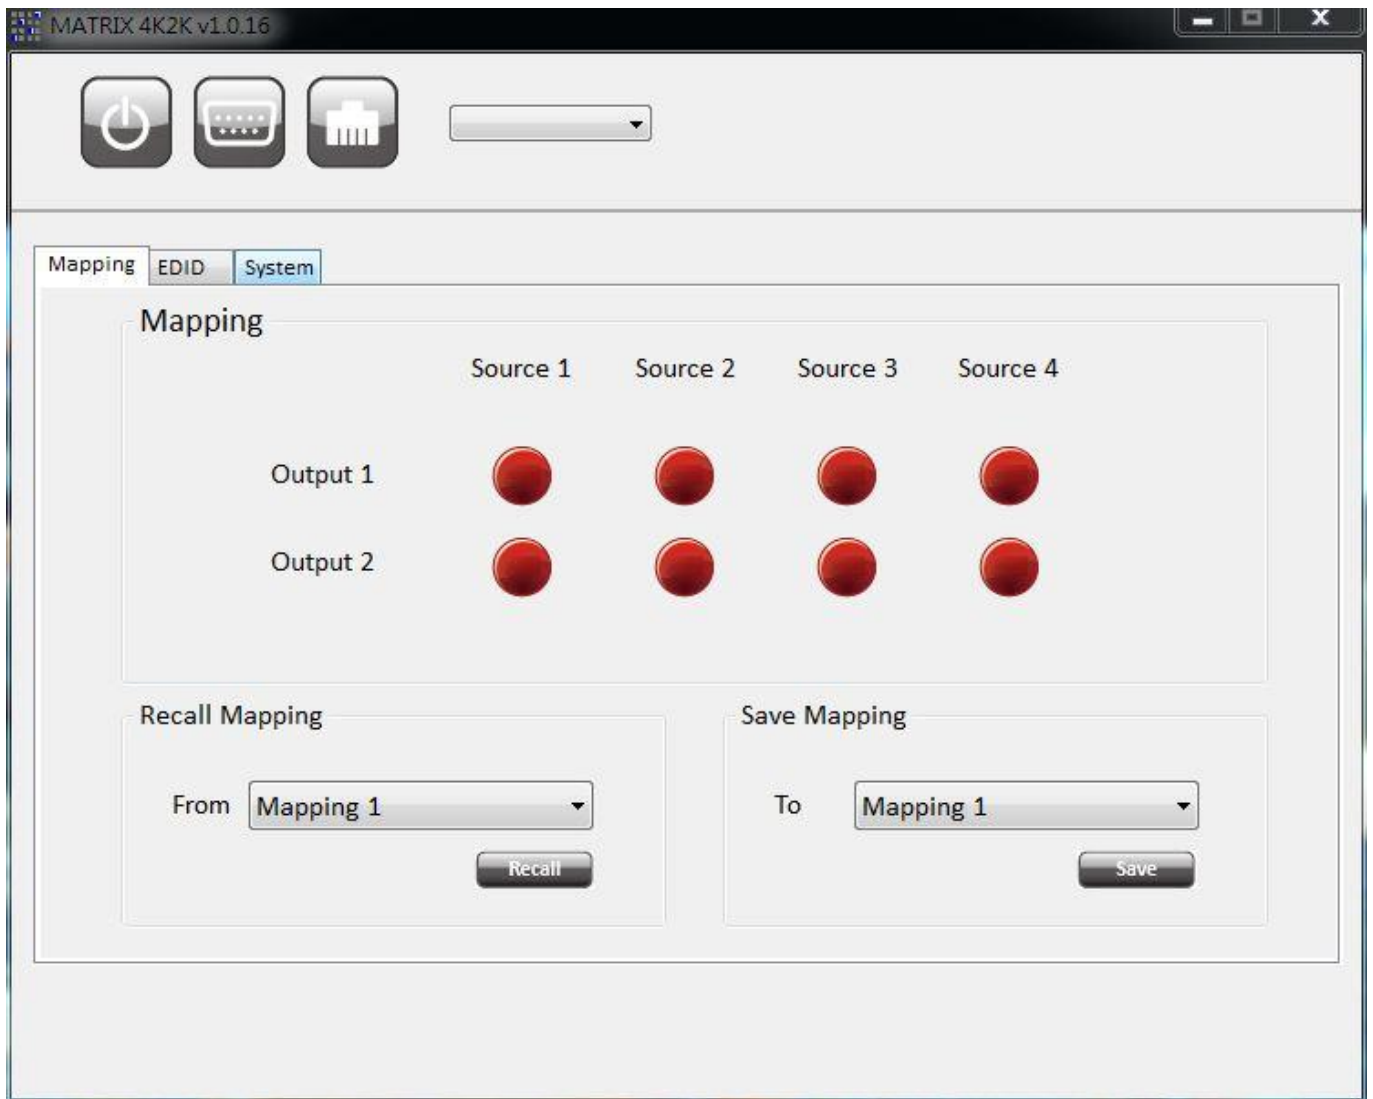 MATRIX 4K2K v1.0.16
Mapping EDID System
Mapping
Source 1 Source 2 Source 3 Source 4
Output 1
Output 2
Recall Mapping
From Mapping 1
Recall
Save Mapping
To Mapping 1
Save